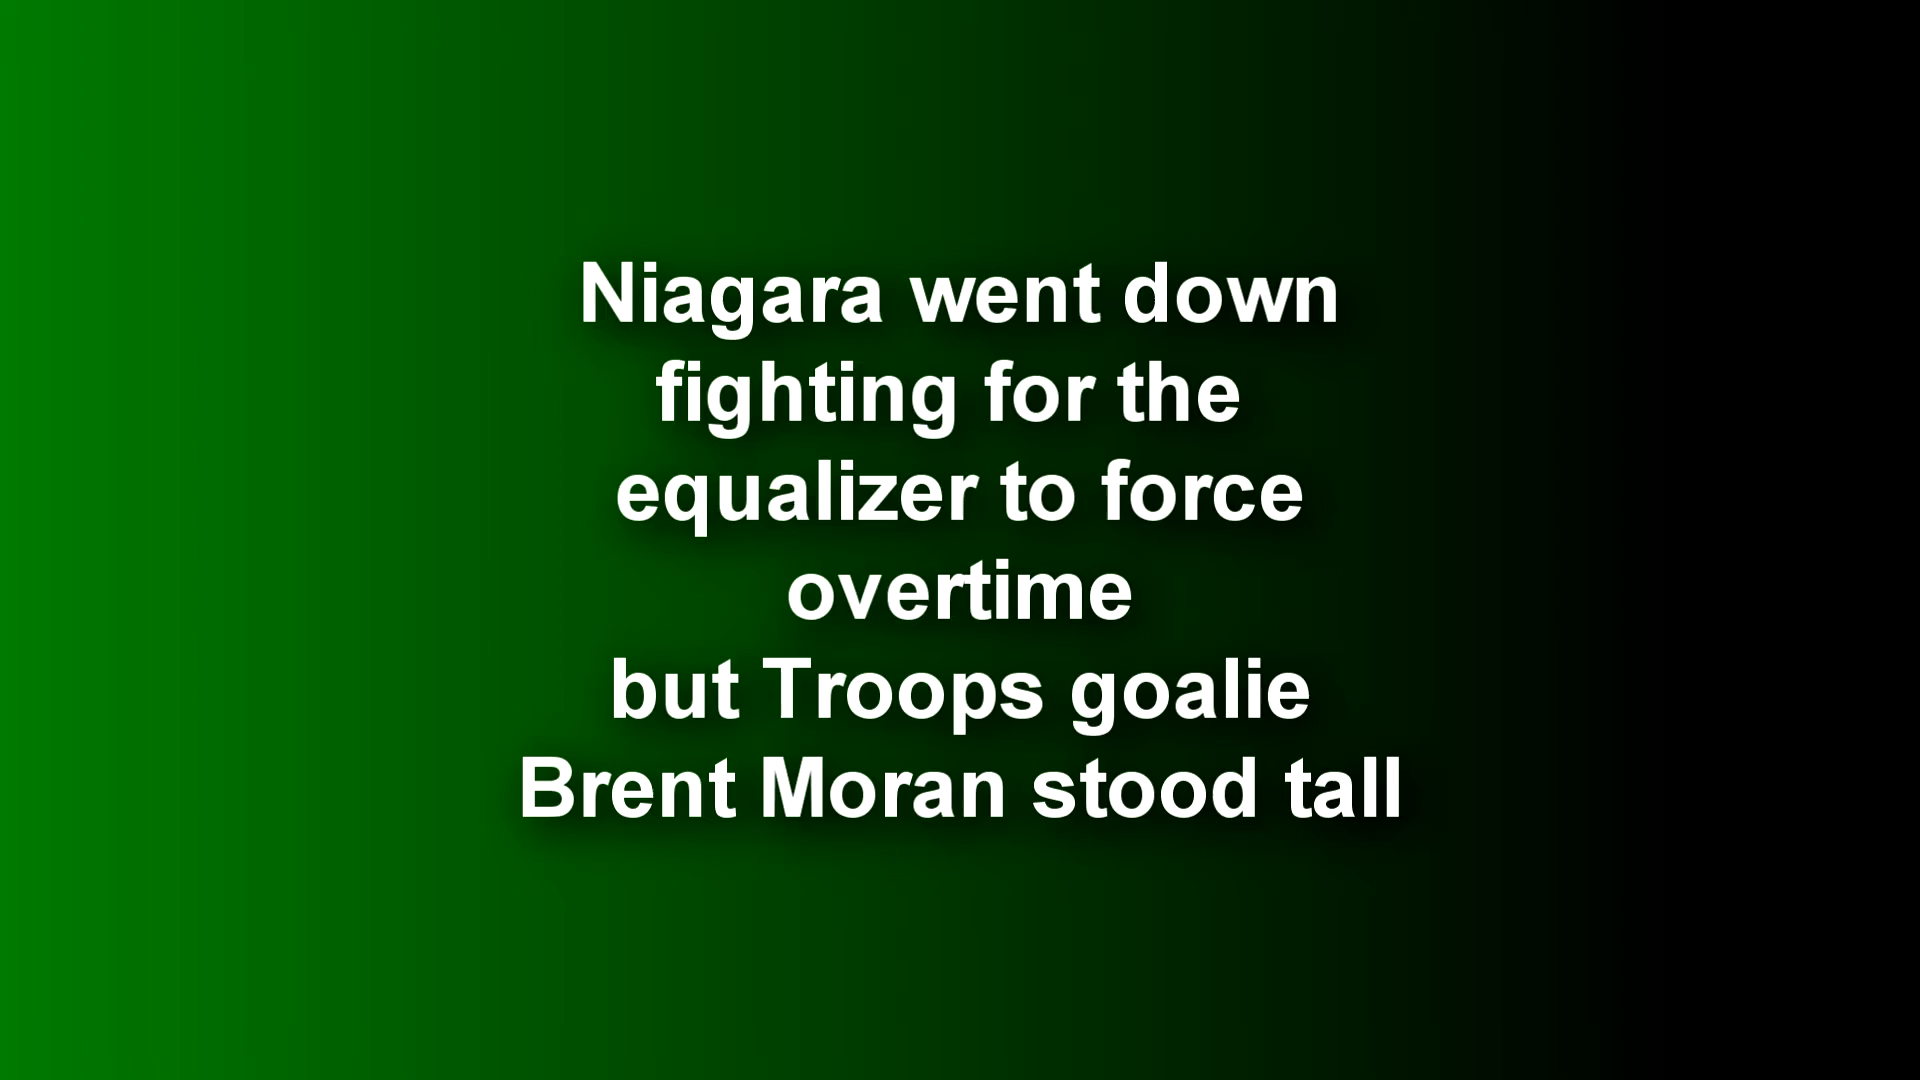 Niagara went down
fighting for the
equalizer to force
overtime
but Troops goalie
Brent Moran stood tall